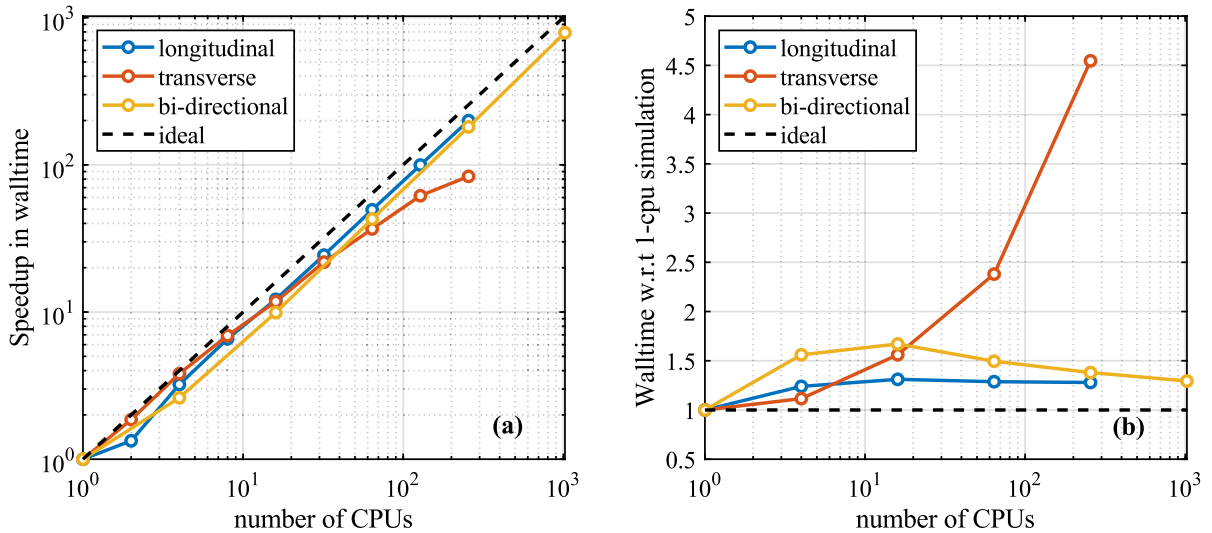 10^3
10^2
10^1
10^0
Speedup in walltime
longitudinal
transverse
bi-directional
ideal
(a)
10^0 10^1 10^2 10^3
number of CPUs
5
4.5
4
3.5
3
2.5
2
1.5
1
0.5
Walltime w.r.t 1-cpu simulation
longitudinal
transverse
bi-directional
ideal
(b)
10^0 10^1 10^2 10^3
number of CPUs